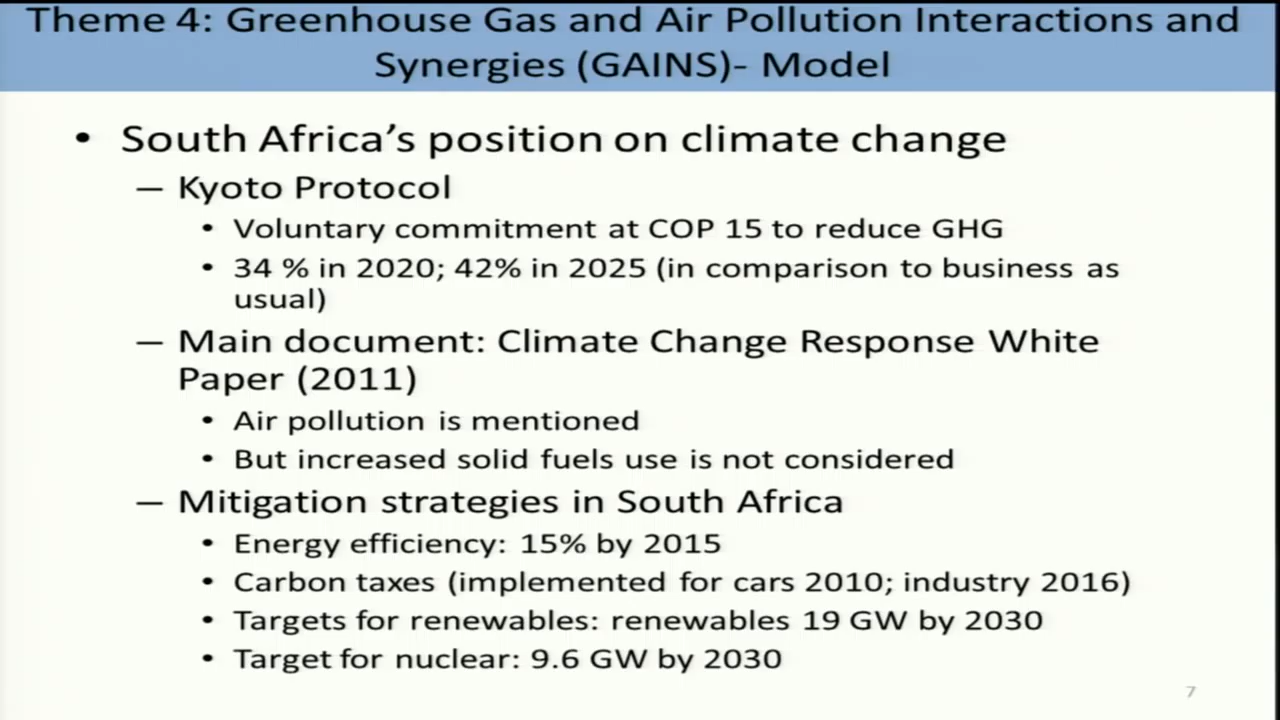 Theme 4: Greenhouse Gas and Air Pollution Interactions and
Synergies (GAINS)- Model
• South Africa's position on climate change
– Kyoto Protocol
• Voluntary commitment at COP 15 to reduce GHG
• 34 % in 2020; 42% in 2025 (in comparison to business as
usual)
– Main document: Climate Change Response White
Paper (2011)
• Air pollution is mentioned
• But increased solid fuels use is not considered
– Mitigation strategies in South Africa
• Energy efficiency: 15% by 2015
• Carbon taxes (implemented for cars 2010; industry 2016)
• Targets for renewables: renewables 19 GW by 2030
• Target for nuclear: 9.6 GW by 2030
7